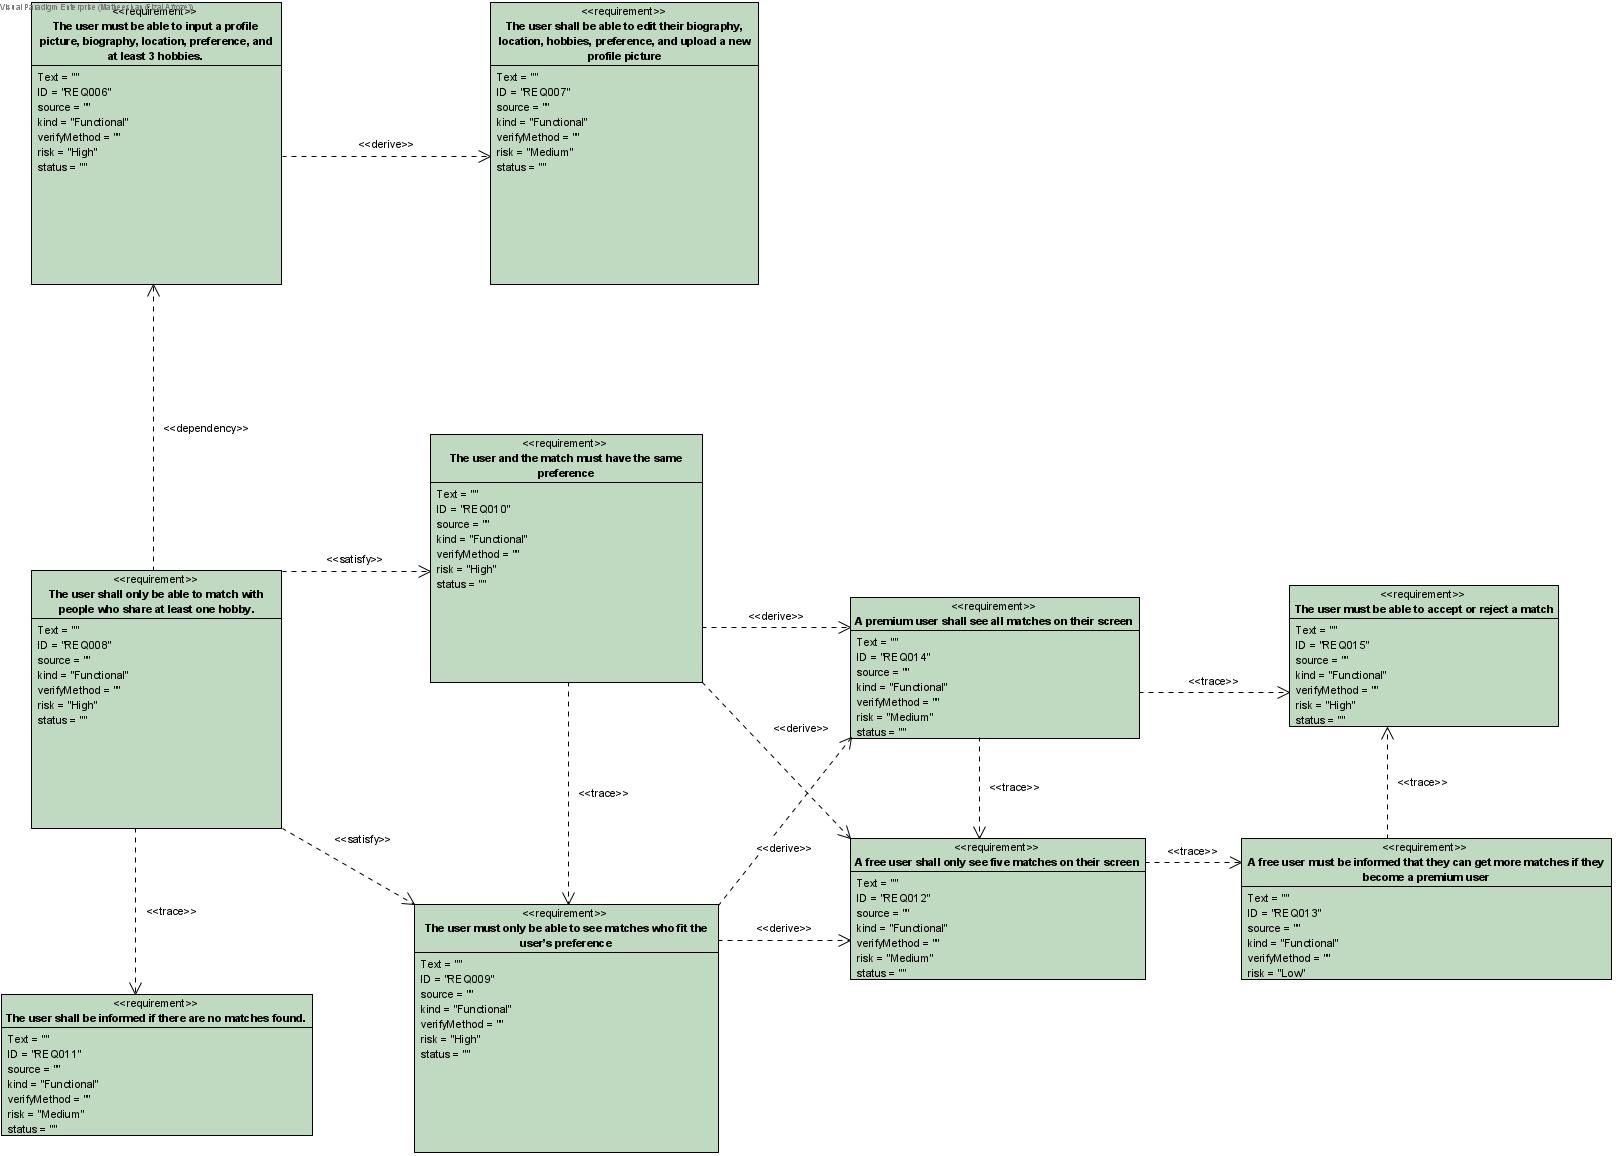 Visual Paradigm Enterprise
<<requirement>>
The user must be able to input a profile
picture, biography, location, preference, and
at least 3 hobbies.
Text = ""
ID = "REQ006"
source = ""
kind = "Functional"
verifyMethod = ""
risk = "High"
status = ""
<<derive>>
<<requirement>>
The user shall be able to edit their biography,
location, hobbies, preference, and upload a new
profile picture
Text = ""
ID = "REQ007"
source = ""
kind = "Functional"
verifyMethod = ""
risk = "Medium"
status = ""
<<dependency>>
<<requirement>>
The user and the match must have the same
preference
Text = ""
ID = "REQ010"
source = ""
kind = "Functional"
verifyMethod = ""
risk = "High"
status = ""
<<satisfy>>
<<requirement>>
The user shall only be able to match with
people who share at least one hobby.
Text = ""
ID = "REQ008"
source = ""
kind = "Functional"
verifyMethod = ""
risk = "High"
status = ""
<<derive>>
<<requirement>>
A premium user shall see all matches on their screen
Text = ""
ID = "REQ014"
source = ""
kind = "Functional"
verifyMethod = ""
risk = "Medium"
status = ""
<<trace>>
<<requirement>>
The user must be able to accept or reject a match
Text = ""
ID = "REQ015"
source = ""
kind = "Functional"
verifyMethod = ""
risk = "High"
status = ""
<<derive>>
<<trace>>
<<trace>>
<<trace>>
<<satisfy>>
<<derive>>
<<requirement>>
A free user shall only see five matches on their screen
Text = ""
ID = "REQ012"
source = ""
kind = "Functional"
verifyMethod = ""
risk = "Medium"
status = ""
<<trace>>
<<requirement>>
A free user must be informed that they can get more matches if they
become a premium user
Text = ""
ID = "REQ013"
source = ""
kind = "Functional"
verifyMethod = ""
risk = "Low"
<<trace>>
<<derive>>
<<requirement>>
The user must only be able to see matches who fit the
user's preference
Text = ""
ID = "REQ009"
source = ""
kind = "Functional"
verifyMethod = ""
risk = "High"
status = ""
<<requirement>>
The user shall be informed if there are no matches found.
Text = ""
ID = "REQ011"
source = ""
kind = "Functional"
verifyMethod = ""
risk = "Medium"
status = ""